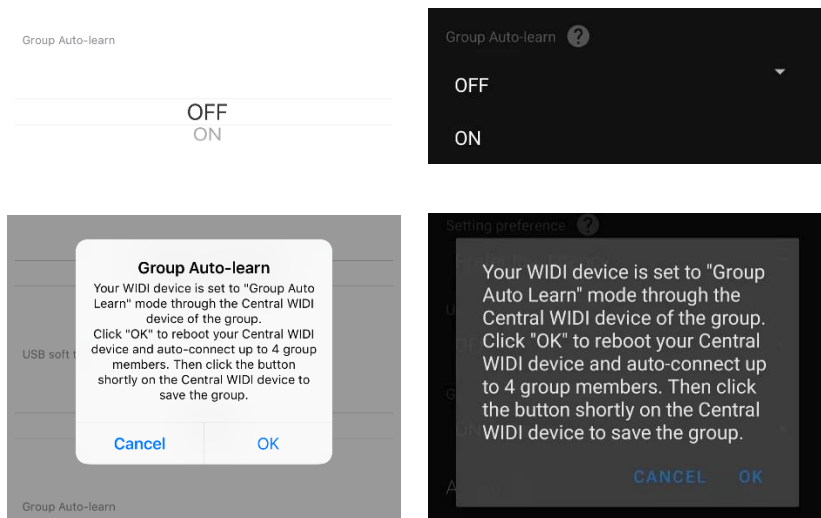 Group Auto-learn
OFF
ON
Group Auto-learn ?
OFF
ON
Group Auto-learn
Your WIDI device is set to "Group Auto
Learn" mode through the Central WIDI
device of the group.
Click "OK" to reboot your Central WIDI
device and auto-connect up to 4 group
members. Then click the button
shortly on the Central WIDI device to
save the group.
Cancel
OK
USB soft
Group Auto-learn
Setting preference ?
Your WIDI device is set to "Group
Auto Learn" mode through the
Central WIDI device of the group.
Click "OK" to reboot your Central
WIDI device and auto-connect up
to 4 group members. Then click
the button shortly on the Central
WIDI device to save the group.
CANCEL
OK